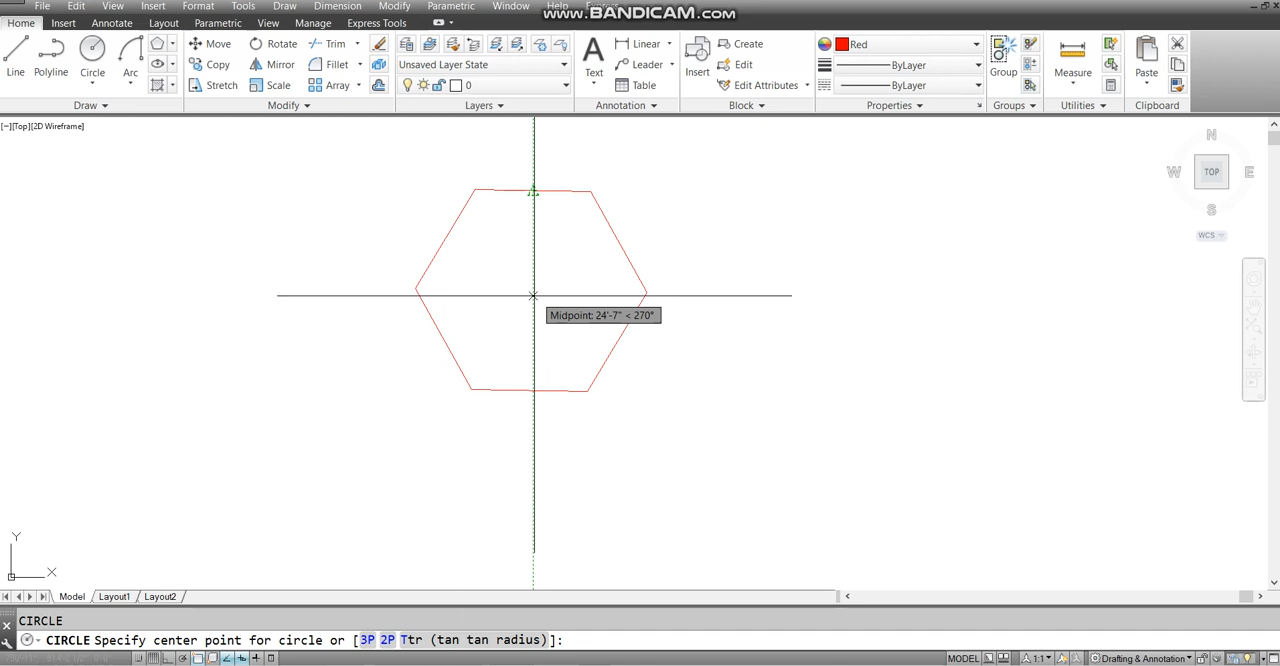 File Edit View Insert Format Tools Draw Dimension Modify Parametric Window Help Express
www.BANDICAM.com
Home Insert Annotate Layout Parametric View Manage Express Tools
Line Polyline Circle Arc
Move Rotate Trim
Copy Mirror Fillet
Stretch Scale Array
Unsaved Layer State
0
Text
Linear
Leader
Table
Insert
Create
Edit
Edit Attributes
Red
ByLayer
ByLayer
Group
Measure
Paste
Draw Modify Layers Annotation Block Properties Groups Utilities Clipboard
[−][Top][2D Wireframe]
N
W TOP E
S
WCS
Midpoint: 24'-7" < 270°
Y
X
Model Layout1 Layout2
CIRCLE
CIRCLE Specify center point for circle or [3P 2P Ttr (tan tan radius)]:
MODEL 1:1 Drafting & Annotation